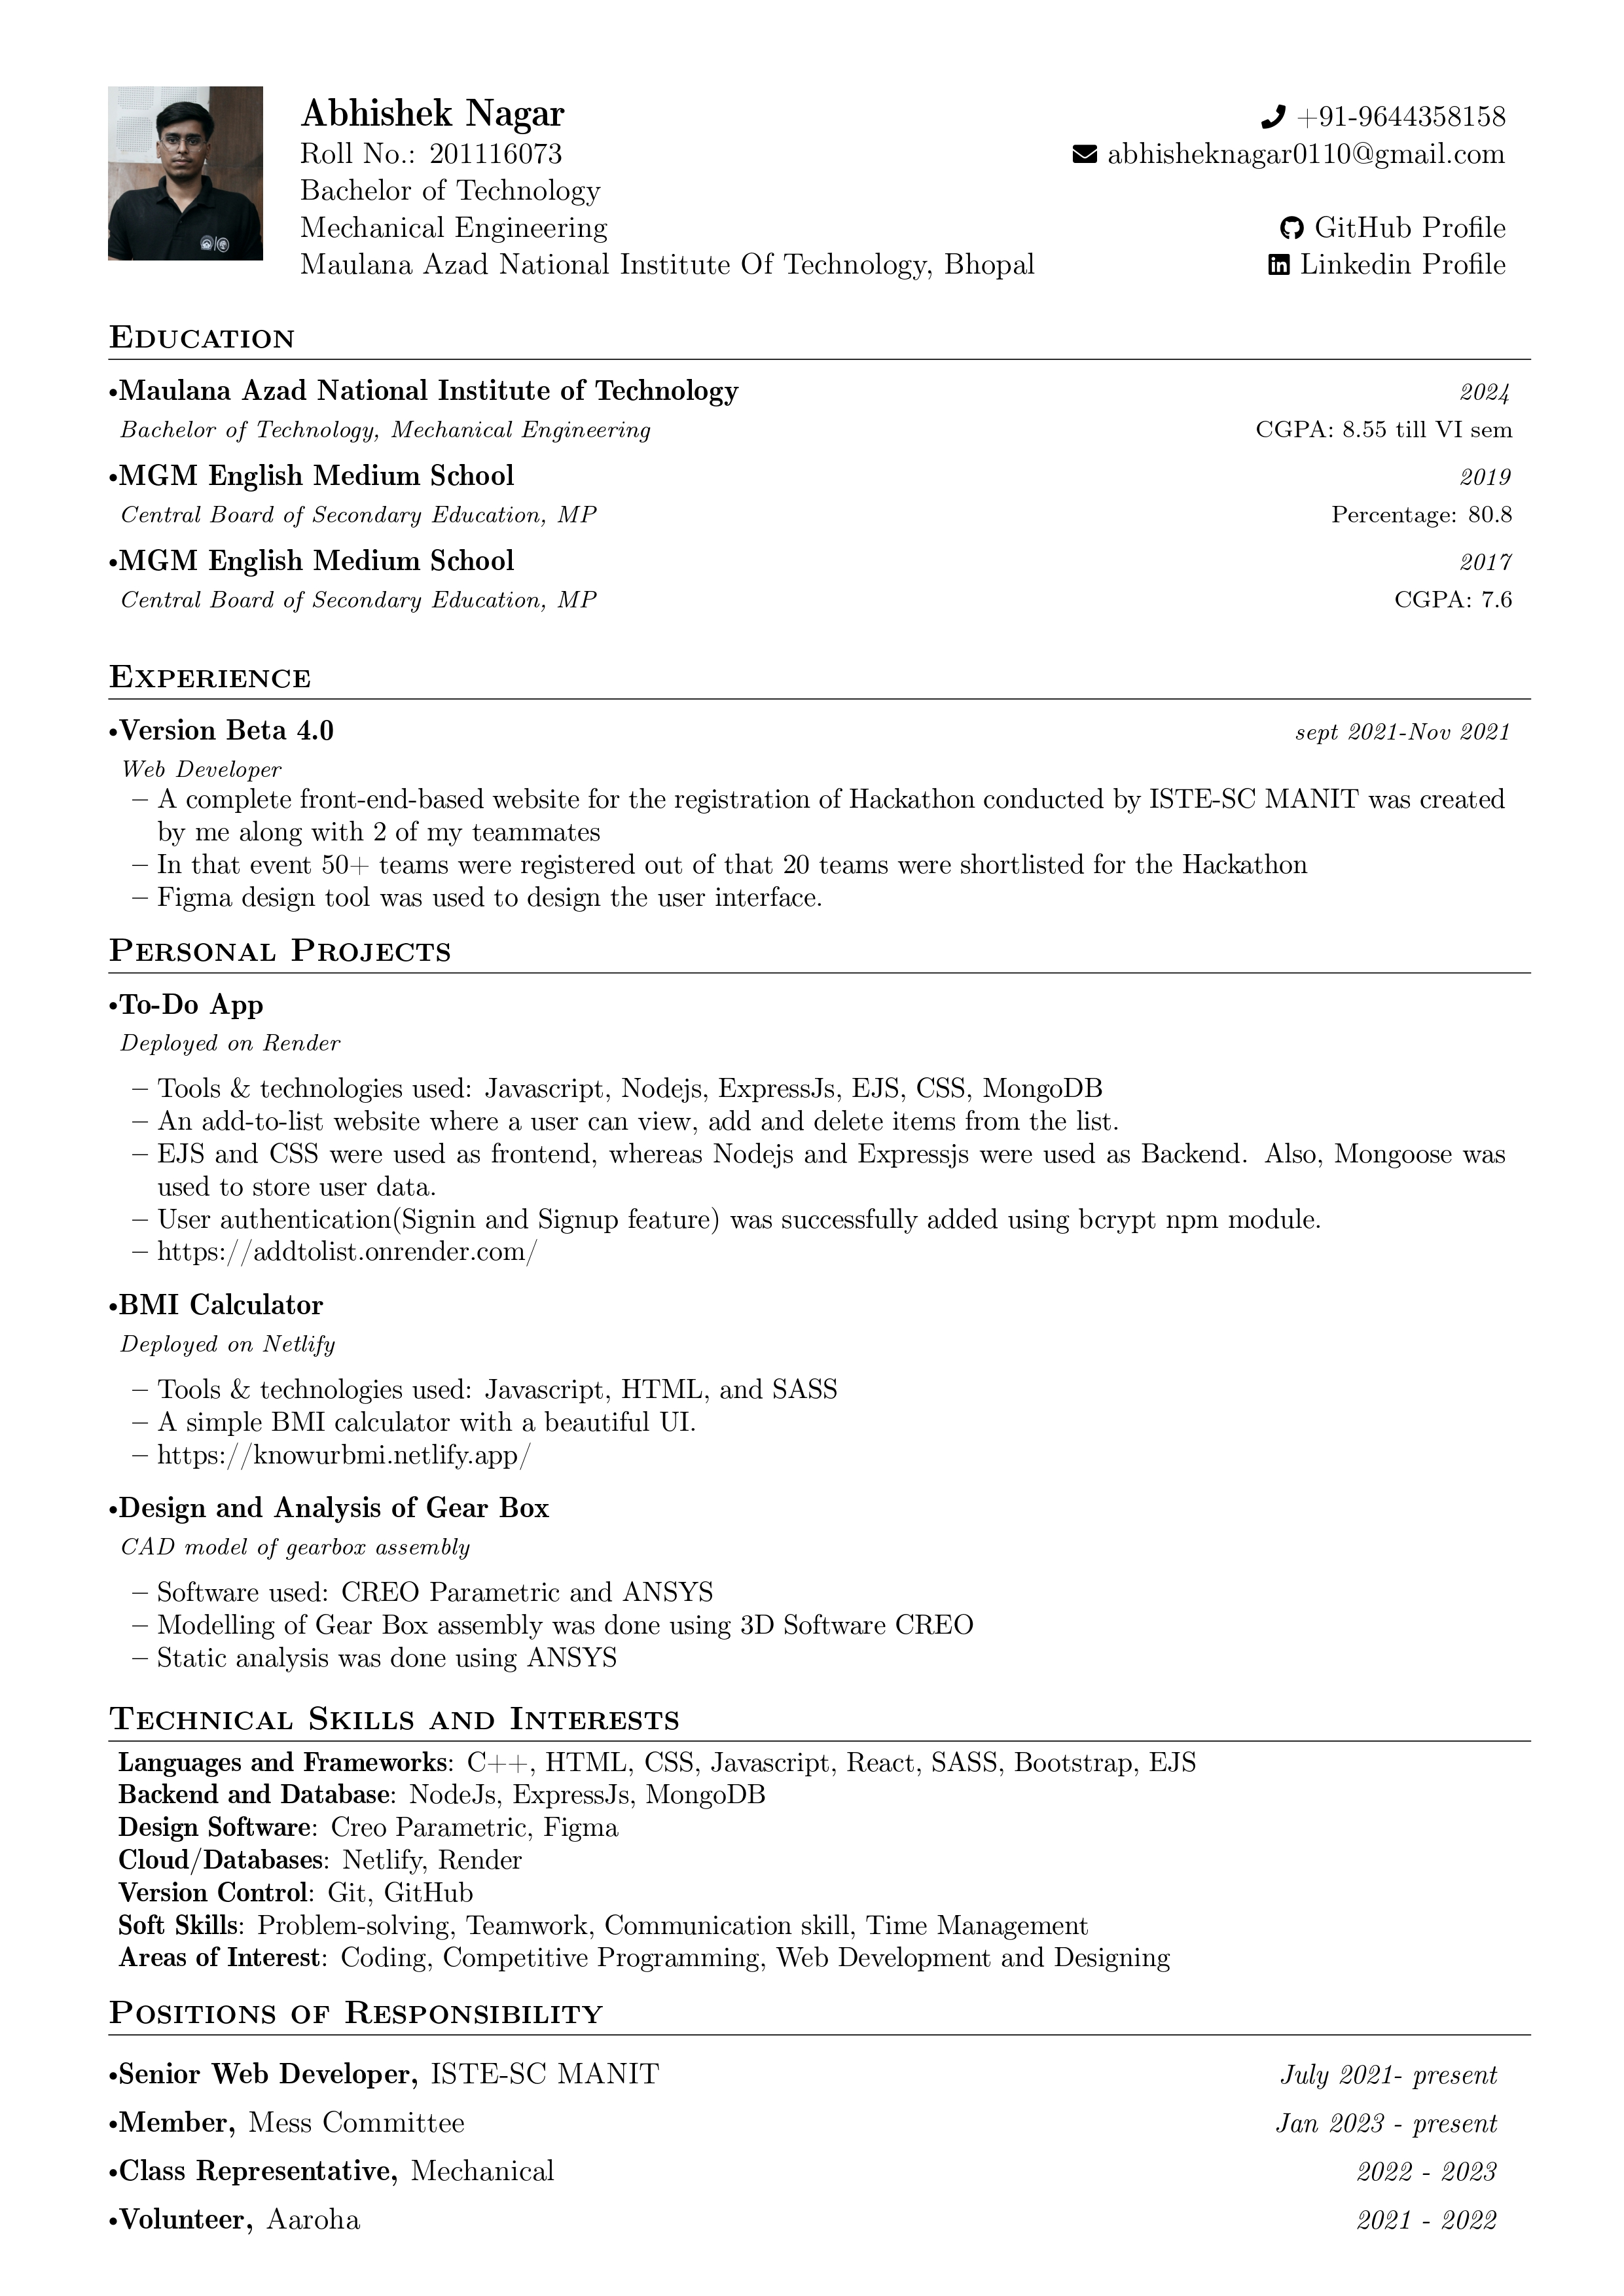 Abhishek Nagar
Roll No.: 201116073
Bachelor of Technology
Mechanical Engineering
Maulana Azad National Institute Of Technology, Bhopal
+91-9644358158
abhisheknagar0110@gmail.com
GitHub Profile
Linkedin Profile
Education
•Maulana Azad National Institute of Technology 2024
Bachelor of Technology, Mechanical Engineering CGPA: 8.55 till VI sem
•MGM English Medium School 2019
Central Board of Secondary Education, MP Percentage: 80.8
•MGM English Medium School 2017
Central Board of Secondary Education, MP CGPA: 7.6
Experience
•Version Beta 4.0 sept 2021-Nov 2021
Web Developer
– A complete front-end-based website for the registration of Hackathon conducted by ISTE-SC MANIT was created
by me along with 2 of my teammates
– In that event 50+ teams were registered out of that 20 teams were shortlisted for the Hackathon
– Figma design tool was used to design the user interface.
Personal Projects
•To-Do App
Deployed on Render
– Tools & technologies used: Javascript, Nodejs, ExpressJs, EJS, CSS, MongoDB
– An add-to-list website where a user can view, add and delete items from the list.
– EJS and CSS were used as frontend, whereas Nodejs and Expressjs were used as Backend. Also, Mongoose was
used to store user data.
– User authentication(Signin and Signup feature) was successfully added using bcrypt npm module.
– https://addtolist.onrender.com/
•BMI Calculator
Deployed on Netlify
– Tools & technologies used: Javascript, HTML, and SASS
– A simple BMI calculator with a beautiful UI.
– https://knowurbmi.netlify.app/
•Design and Analysis of Gear Box
CAD model of gearbox assembly
– Software used: CREO Parametric and ANSYS
– Modelling of Gear Box assembly was done using 3D Software CREO
– Static analysis was done using ANSYS
Technical Skills and Interests
Languages and Frameworks: C++, HTML, CSS, Javascript, React, SASS, Bootstrap, EJS
Backend and Database: NodeJs, ExpressJs, MongoDB
Design Software: Creo Parametric, Figma
Cloud/Databases: Netlify, Render
Version Control: Git, GitHub
Soft Skills: Problem-solving, Teamwork, Communication skill, Time Management
Areas of Interest: Coding, Competitive Programming, Web Development and Designing
Positions of Responsibility
•Senior Web Developer, ISTE-SC MANIT July 2021- present
•Member, Mess Committee Jan 2023 - present
•Class Representative, Mechanical 2022 - 2023
•Volunteer, Aaroha 2021 - 2022